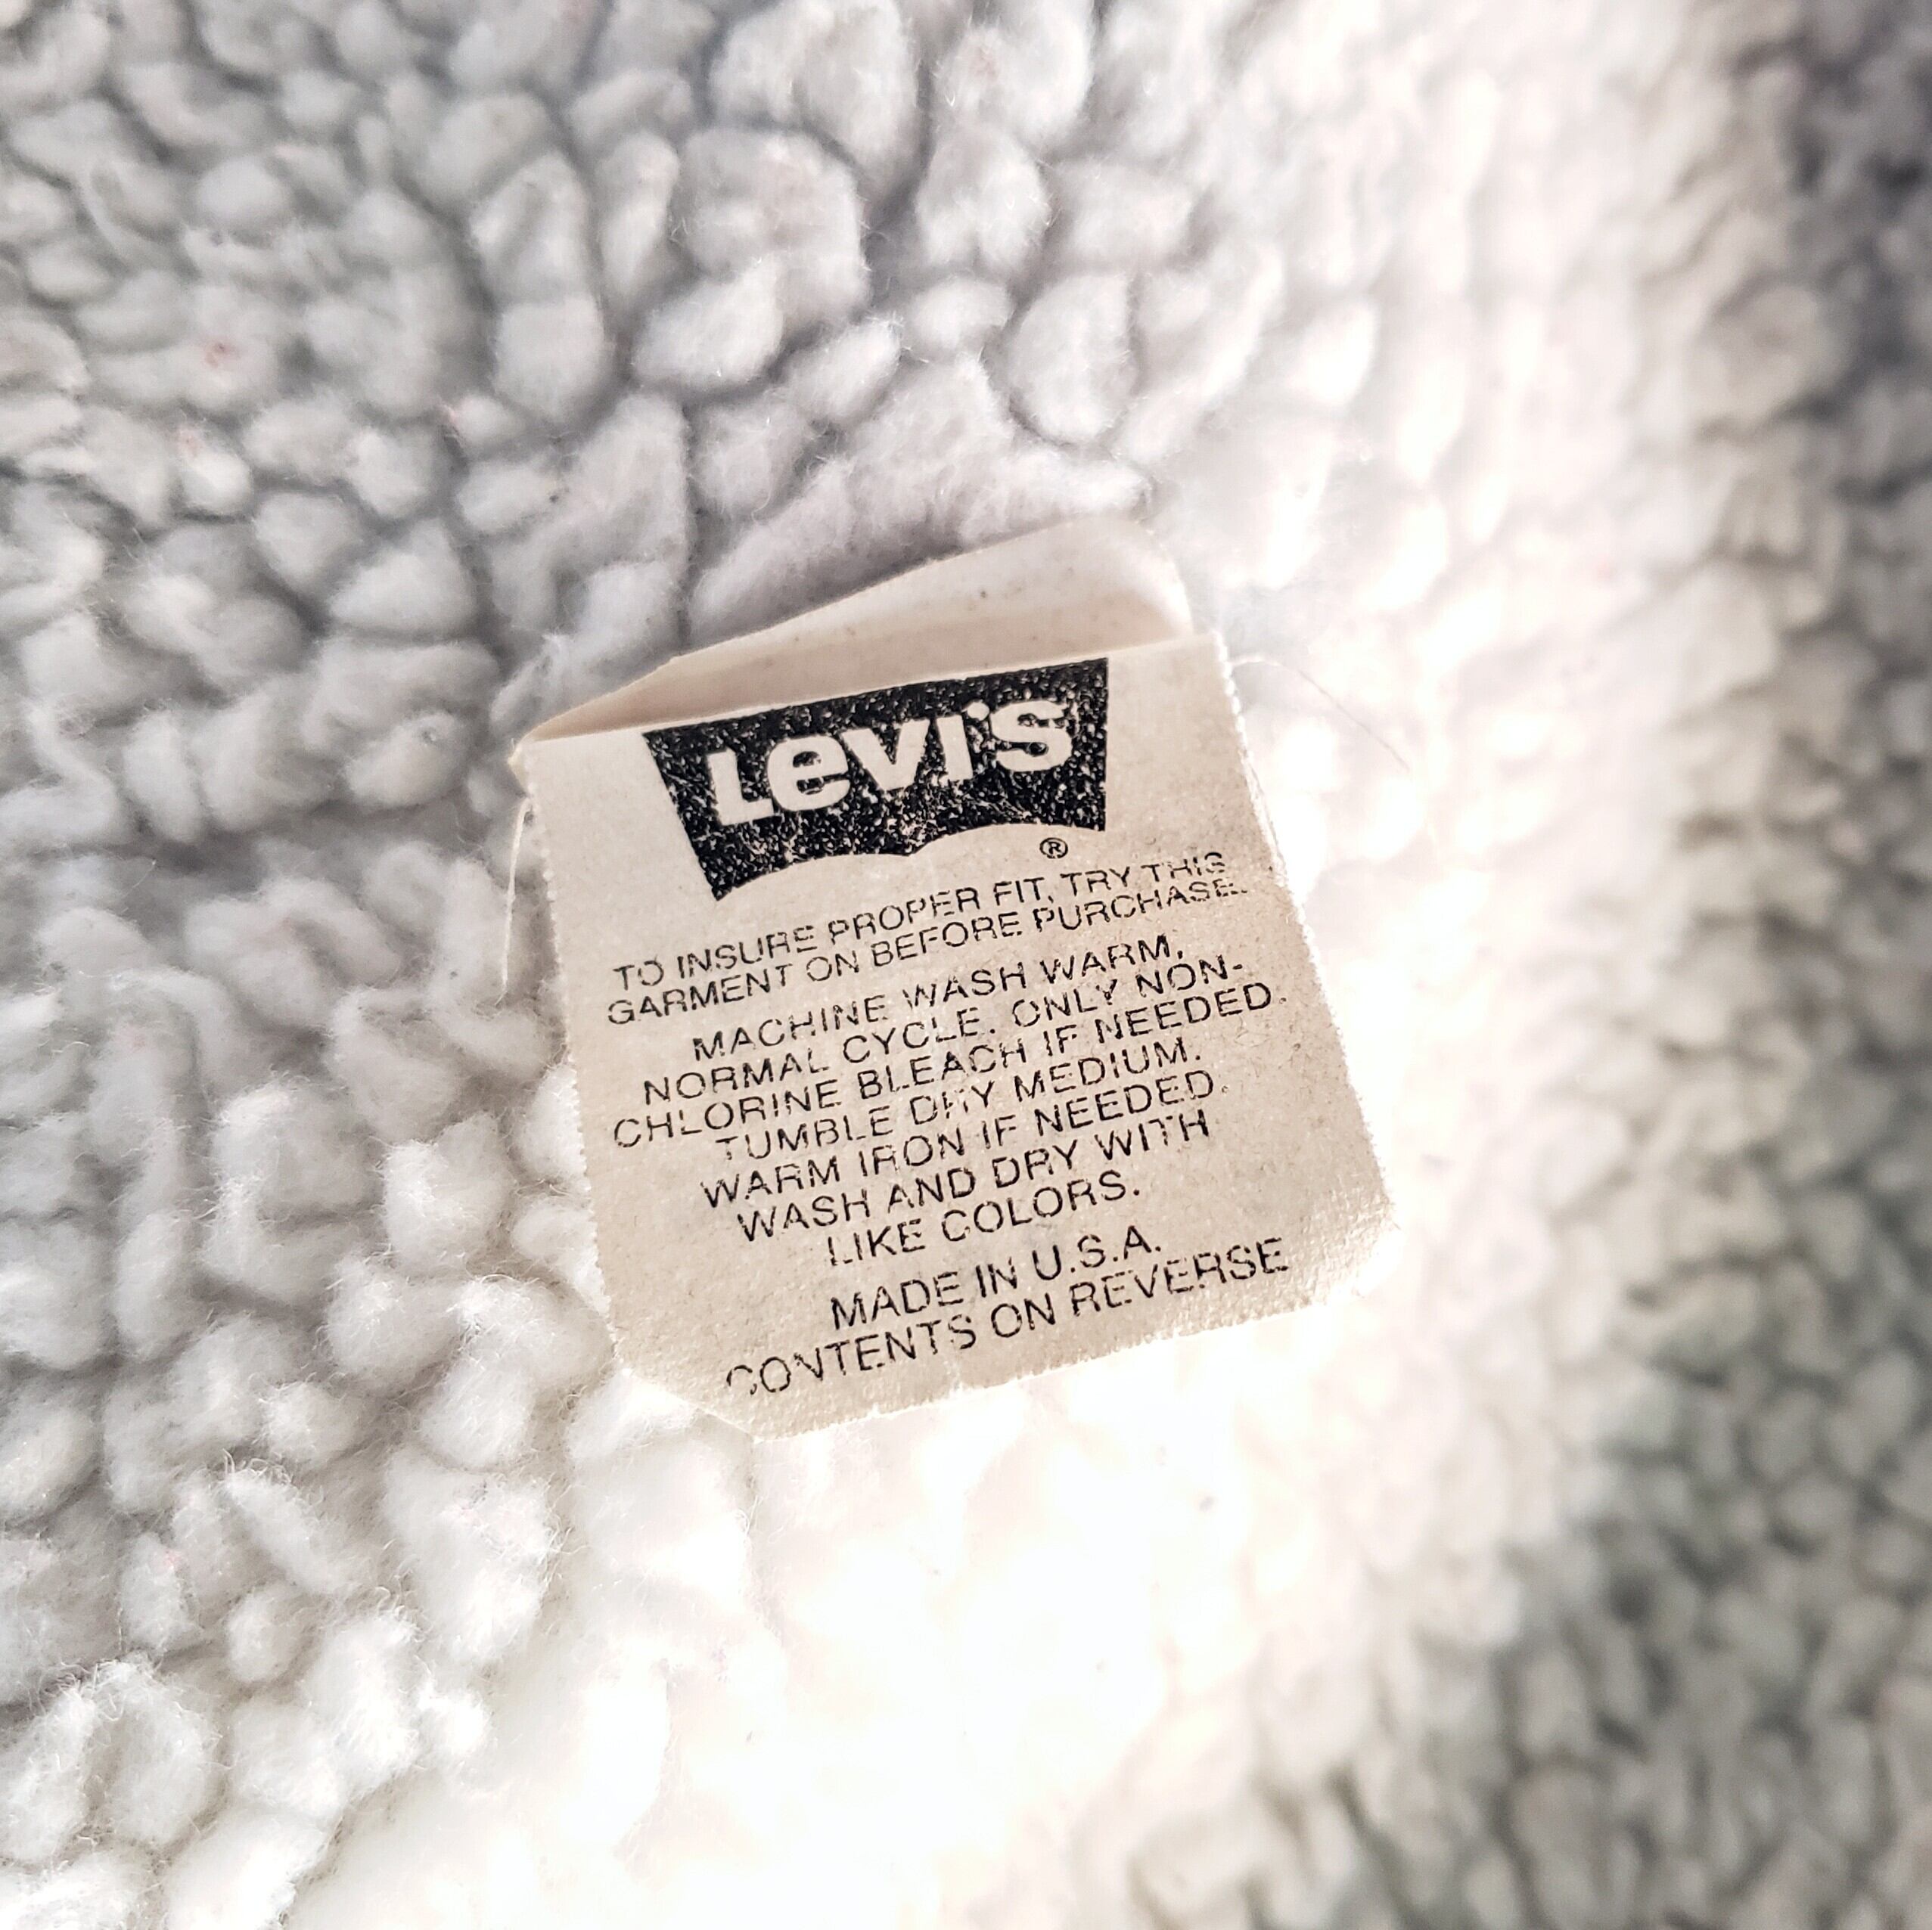 Levi's
®
TO INSURE PROPER FIT, TRY THIS
GARMENT ON BEFORE PURCHASE.
MACHINE WASH WARM,
NORMAL CYCLE. ONLY NON-
CHLORINE BLEACH IF NEEDED.
TUMBLE DRY MEDIUM.
WARM IRON IF NEEDED.
WASH AND DRY WITH
LIKE COLORS.
MADE IN U.S.A.
CONTENTS ON REVERSE